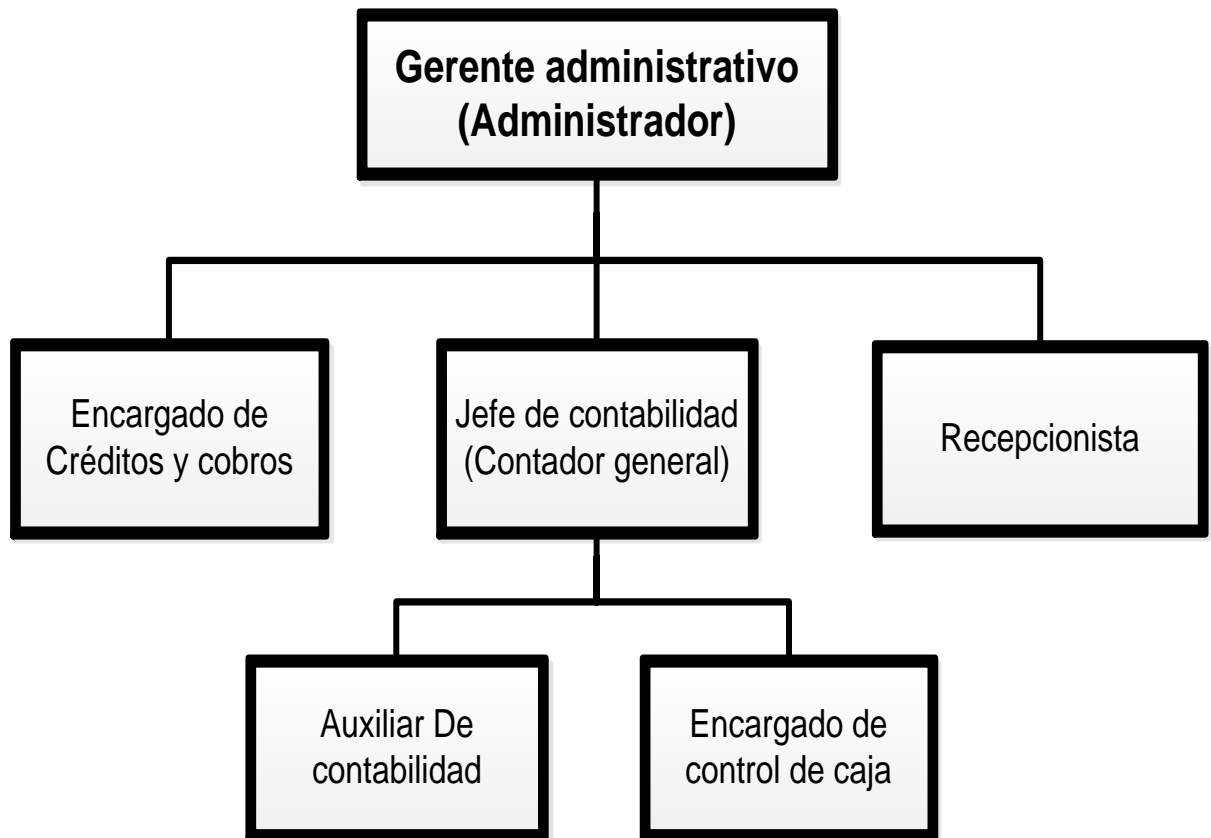 Gerente administrativo
(Administrador)
Encargado de
Créditos y cobros
Jefe de contabilidad
(Contador general)
Recepcionista
Auxiliar De
contabilidad
Encargado de
control de caja